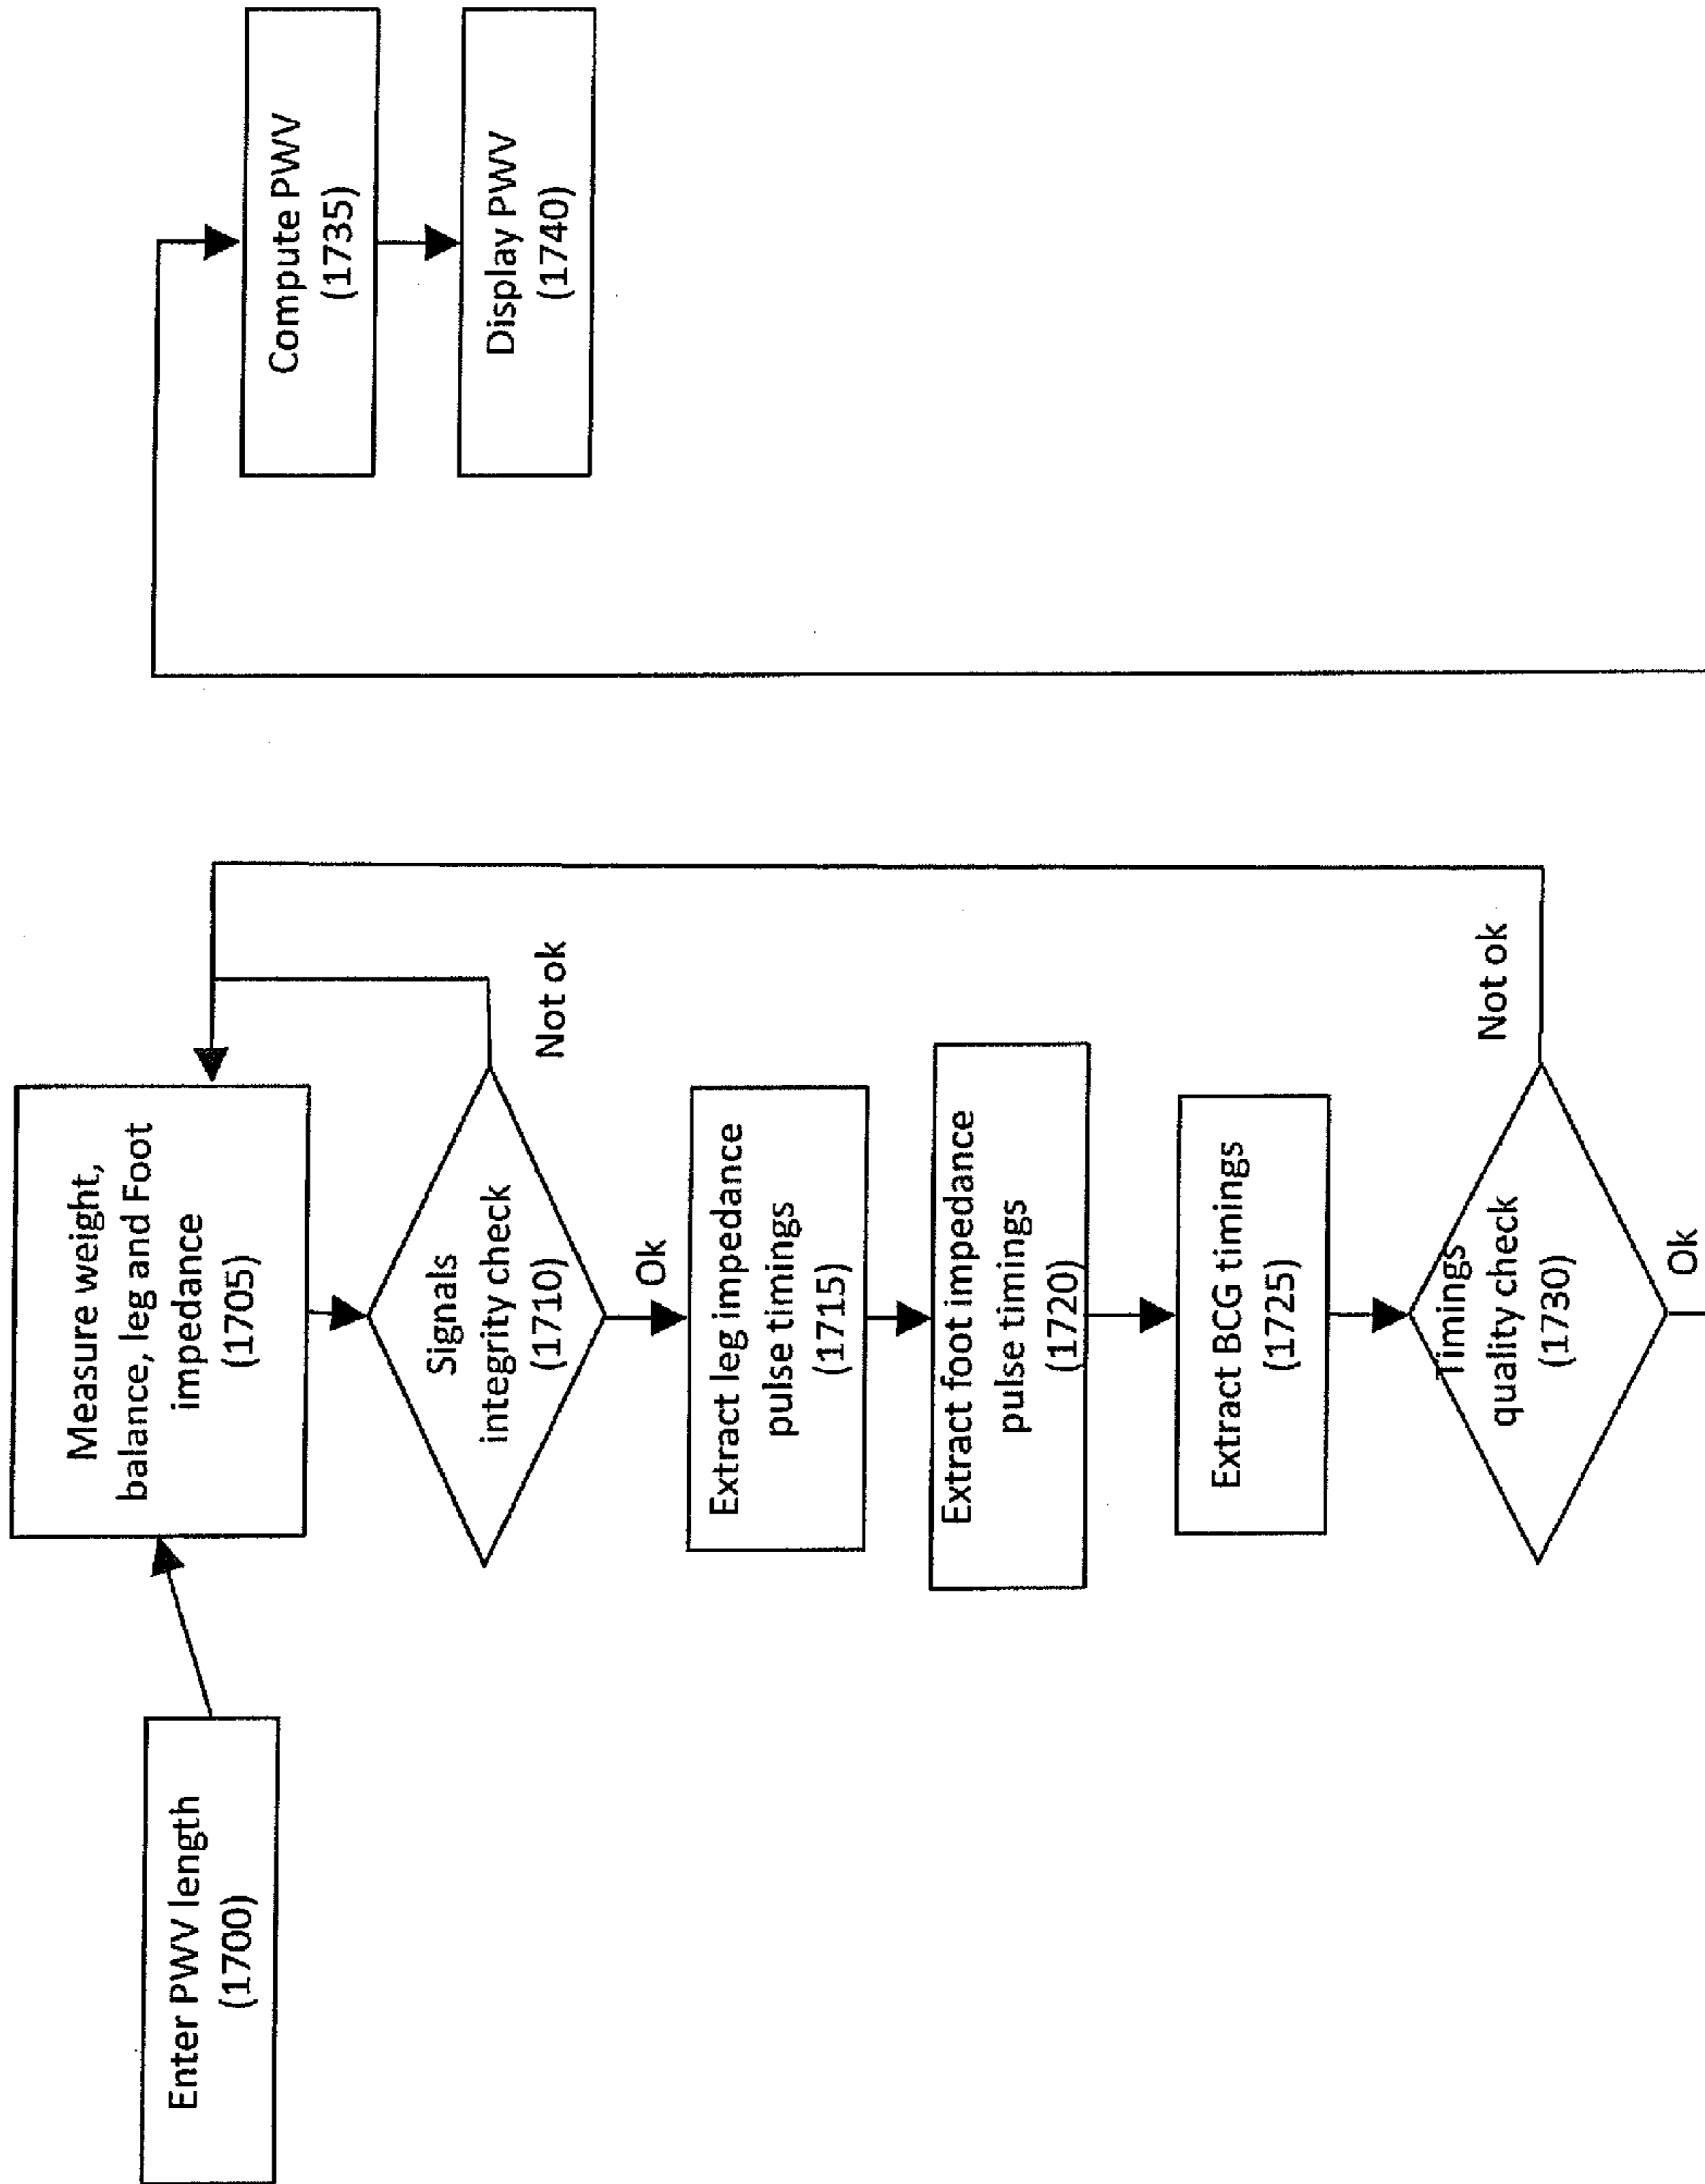 Enter PWV length
(1700)
Measure weight,
balance, leg and Foot
impedance
(1705)
Signals
integrity check
(1710)
Not ok
Ok
Extract leg impedance
pulse timings
(1715)
Extract foot impedance
pulse timings
(1720)
Extract BCG timings
(1725)
Timings
quality check
(1730)
Not ok
Ok
Compute PWV
(1735)
Display PWV
(1740)